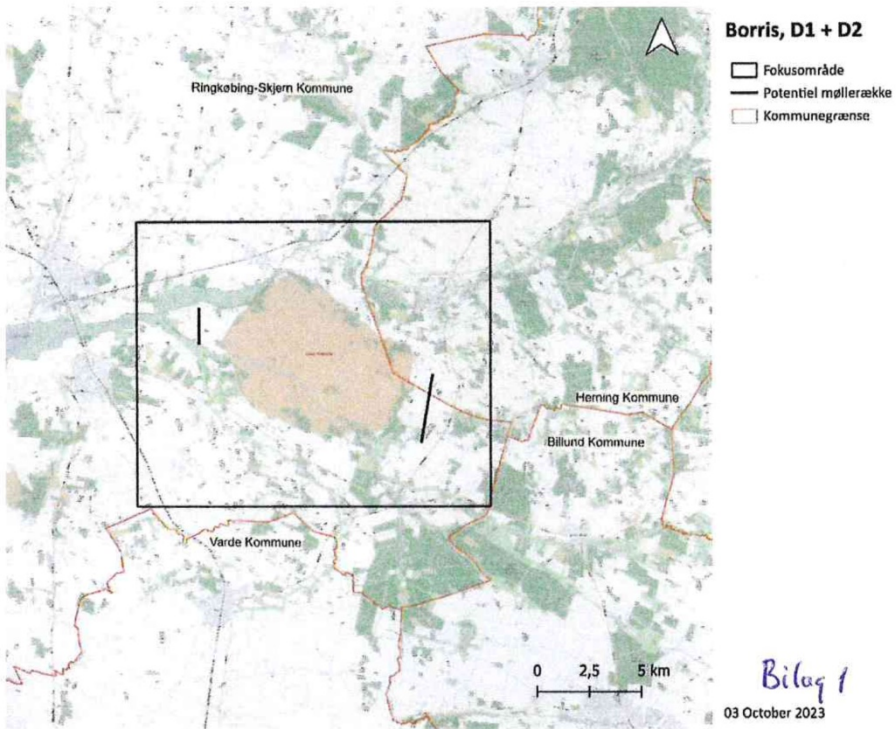 Borris, D1 + D2
Fokusområde
Potentiel møllerække
Kommunegrænse
Ringkøbing-Skjern Kommune
Herning Kommune
Billund Kommune
Varde Kommune
0 2,5 5 km
Bilag 1
03 October 2023